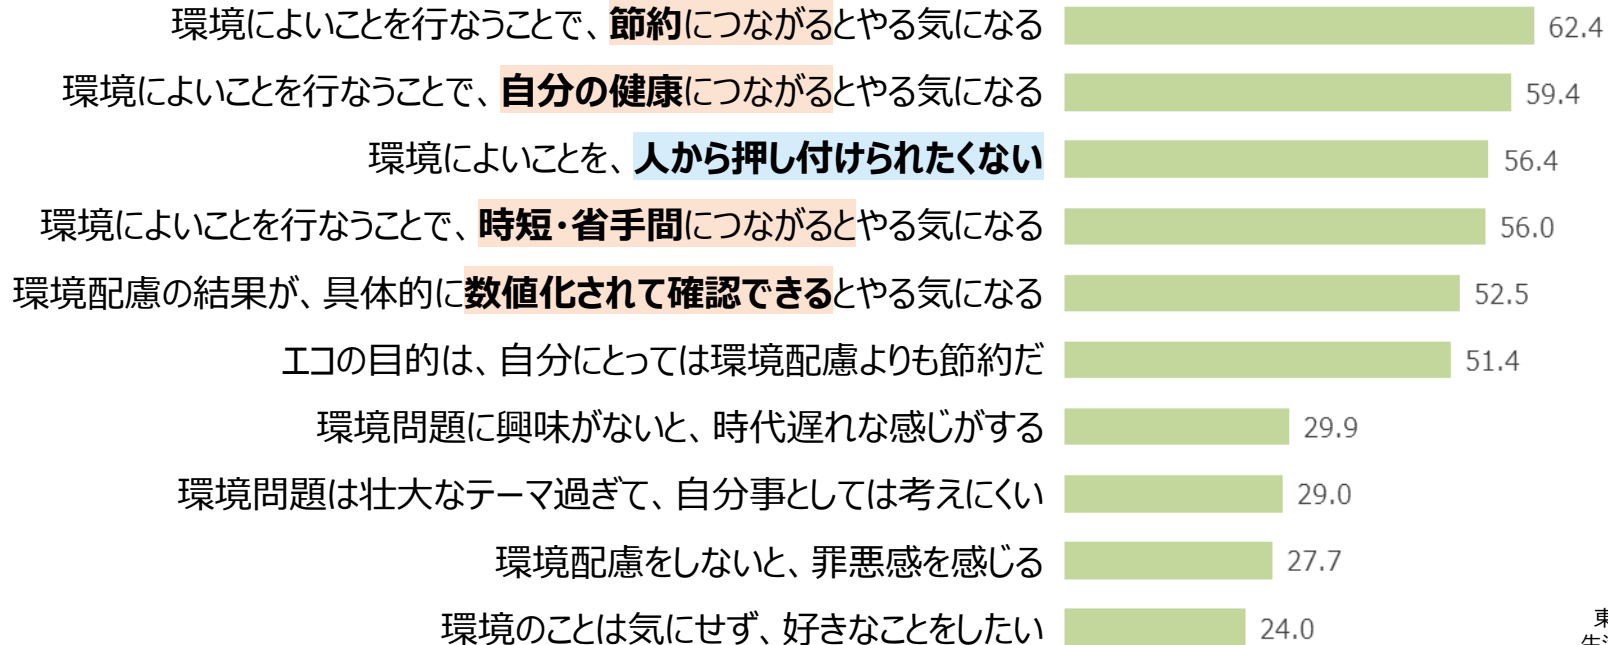 環境によいことを行なうことで、節約につながるとやる気になる 62.4
環境によいことを行なうことで、自分の健康につながるとやる気になる 59.4
環境によいことを、人から押し付けられたくない 56.4
環境によいことを行なうことで、時短・省手間につながるとやる気になる 56.0
環境配慮の結果が、具体的に数値化されて確認できるとやる気になる 52.5
エコの目的は、自分にとっては環境配慮よりも節約だ 51.4
環境問題に興味がないと、時代遅れな感じがする 29.9
環境問題は壮大なテーマ過ぎて、自分事としては考えにくい 29.0
環境配慮をしないと、罪悪感を感じる 27.7
環境のことは気にせず、好きなことをしたい 24.0